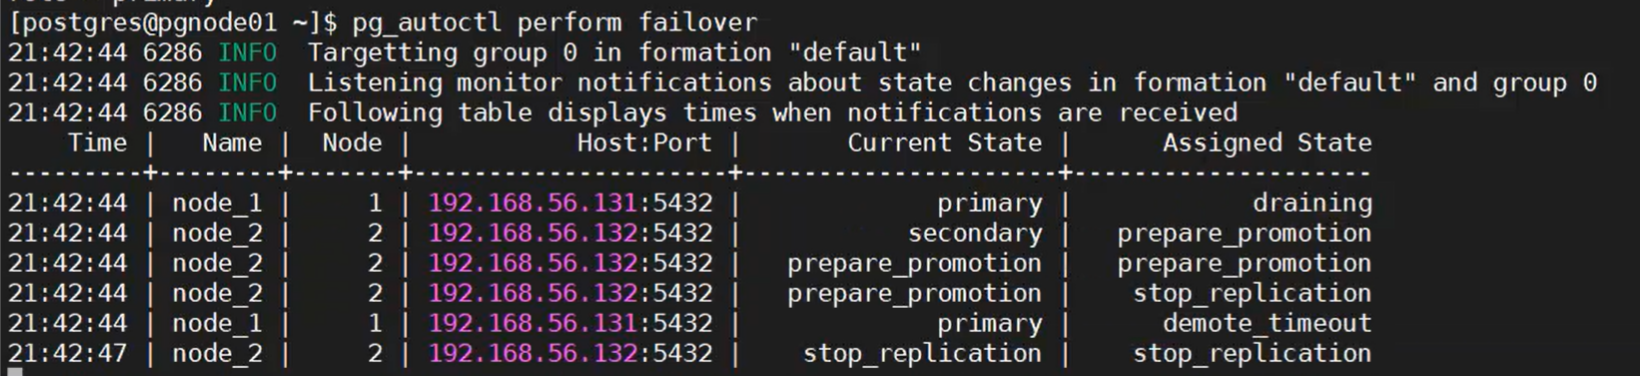 [postgres@pgnode01 ~]$ pg_autoctl perform failover
21:42:44 6286 INFO  Targetting group 0 in formation "default"
21:42:44 6286 INFO  Listening monitor notifications about state changes in formation "default" and group 0
21:42:44 6286 INFO  Following table displays times when notifications are received
    Time |   Name |  Node |           Host:Port |       Current State |      Assigned State
---------+--------+-------+---------------------+---------------------+--------------------
21:42:44 | node_1 |     1 | 192.168.56.131:5432 |             primary |            draining
21:42:44 | node_2 |     2 | 192.168.56.132:5432 |           secondary |   prepare_promotion
21:42:44 | node_2 |     2 | 192.168.56.132:5432 |   prepare_promotion |   prepare_promotion
21:42:44 | node_2 |     2 | 192.168.56.132:5432 |   prepare_promotion |    stop_replication
21:42:44 | node_1 |     1 | 192.168.56.131:5432 |             primary |      demote_timeout
21:42:47 | node_2 |     2 | 192.168.56.132:5432 |    stop_replication |    stop_replication